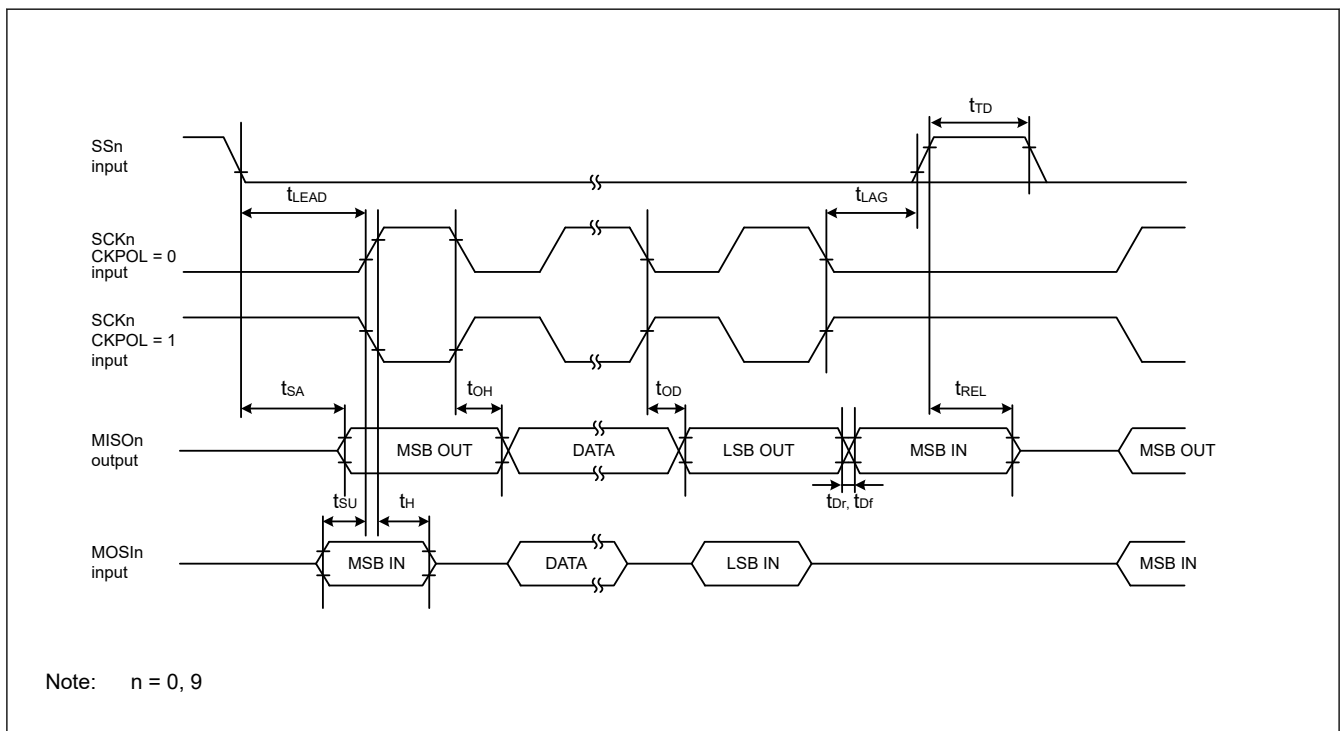 tTD
SSn
input
tLEAD
tLAG
SCKn
CKPOL = 0
input
SCKn
CKPOL = 1
input
tSA
tOH
tOD
tREL
MISOn
output
MSB OUT
DATA
LSB OUT
MSB IN
MSB OUT
tSU
tH
tDr, tDf
MOSIn
input
MSB IN
DATA
LSB IN
MSB IN
Note: n = 0, 9